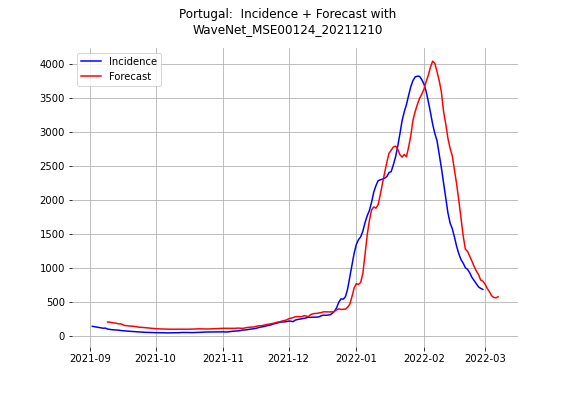 Portugal:  Incidence + Forecast with
WaveNet_MSE00124_20211210
Incidence
Forecast
4000
3500
3000
2500
2000
1500
1000
500
0
2021-09 2021-10 2021-11 2021-12 2022-01 2022-02 2022-03